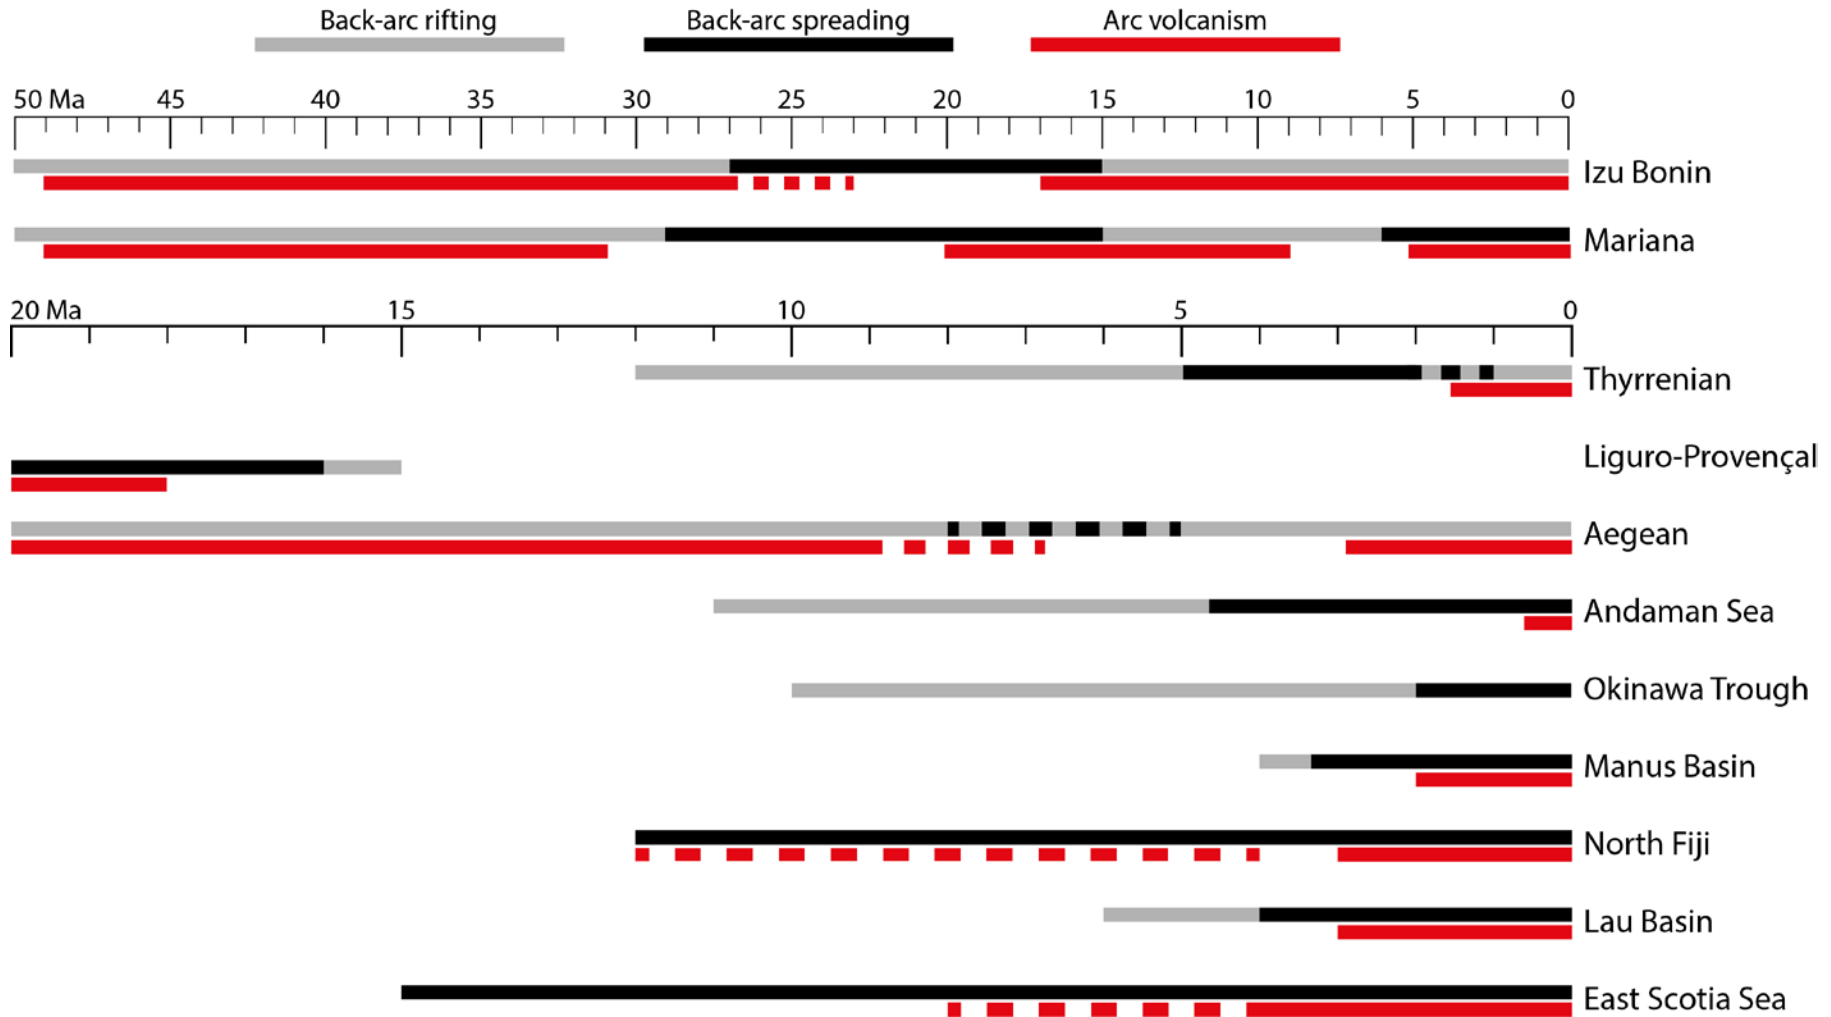 Back-arc rifting Back-arc spreading Arc volcanism
50 Ma 45 40 35 30 25 20 15 10 5 0
Izu Bonin
Mariana
20 Ma 15 10 5 0
Thyrrenian
Liguro-Provençal
Aegean
Andaman Sea
Okinawa Trough
Manus Basin
North Fiji
Lau Basin
East Scotia Sea